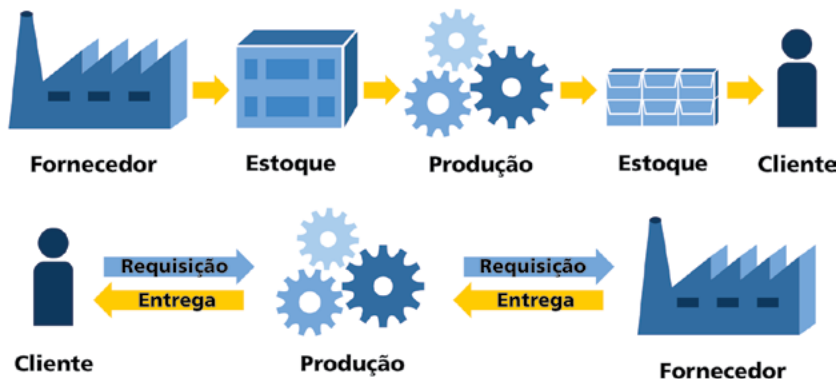 Fornecedor
Estoque
Produção
Estoque
Cliente
Requisição
Entrega
Requisição
Entrega
Cliente
Produção
Fornecedor